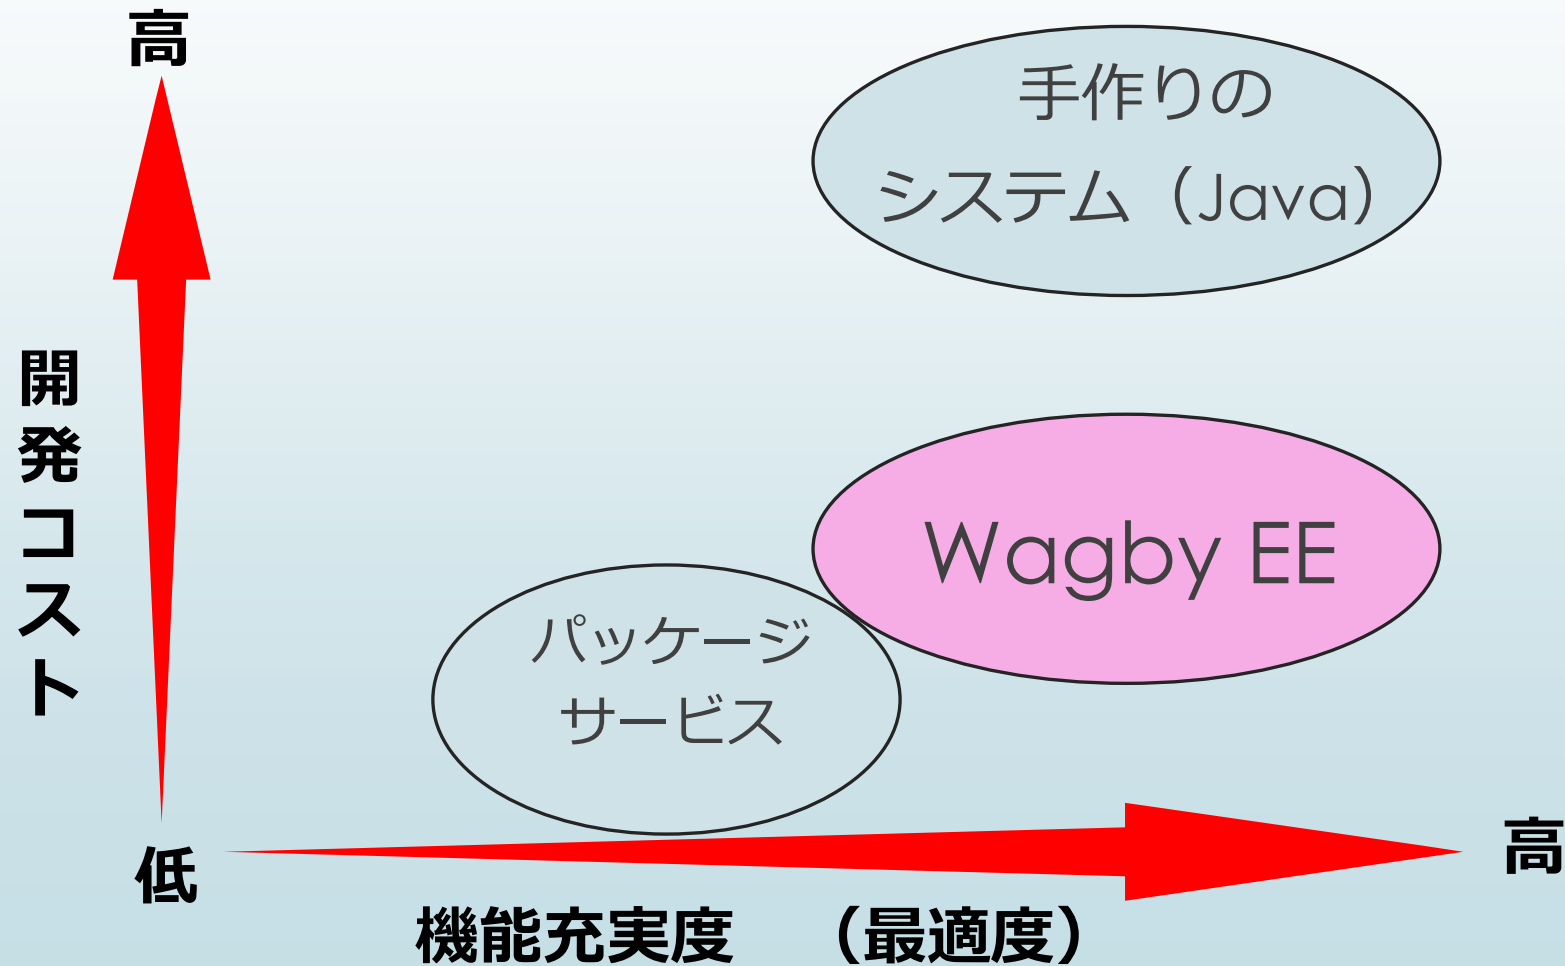 高
手作りの
システム（Java）
開発コスト
Wagby EE
パッケージ
サービス
低
高
機能充実度　（最適度）